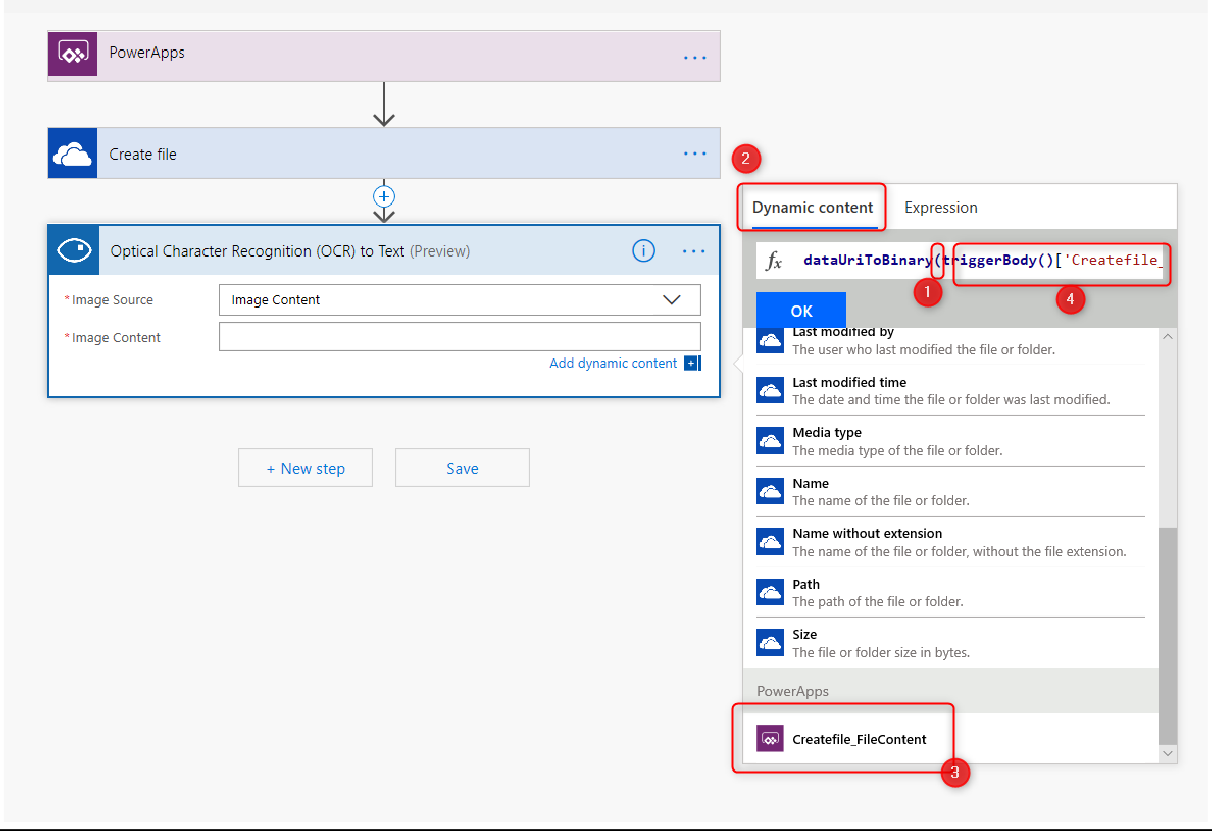 PowerApps
...
Create file
...
+
Optical Character Recognition (OCR) to Text (Preview)
i
...
*Image Source
Image Content
*Image Content
Add dynamic content +
+ New step
Save
2
Dynamic content
Expression
fx dataUriToBinary(triggerBody()['Createfile_
1
4
OK
Last modified by
The user who last modified the file or folder.
Last modified time
The date and time the file or folder was last modified.
Media type
The media type of the file or folder.
Name
The name of the file or folder.
Name without extension
The name of the file or folder, without the file extension.
Path
The path of the file or folder.
Size
The file or folder size in bytes.
PowerApps
Createfile_FileContent
3